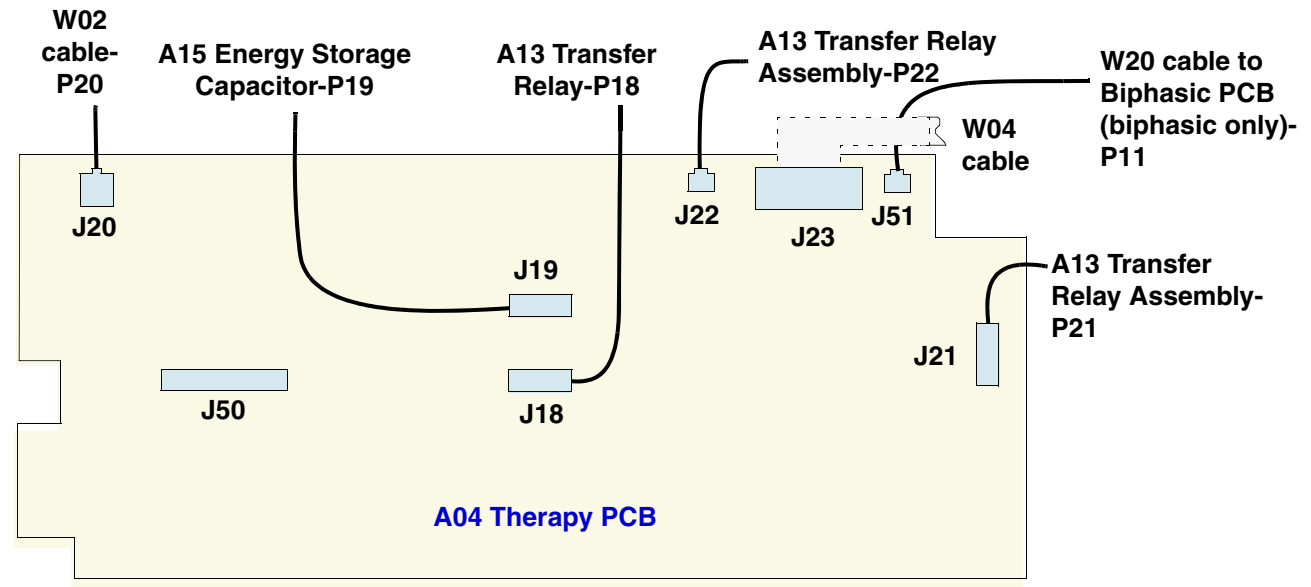 W02
cable-
P20
A15 Energy Storage
Capacitor-P19
A13 Transfer
Relay-P18
A13 Transfer Relay
Assembly-P22
W20 cable to
Biphasic PCB
(biphasic only)-
P11
W04
cable
J20
J22
J23
J51
J19
A13 Transfer
Relay Assembly-
P21
J21
J50
J18
A04 Therapy PCB